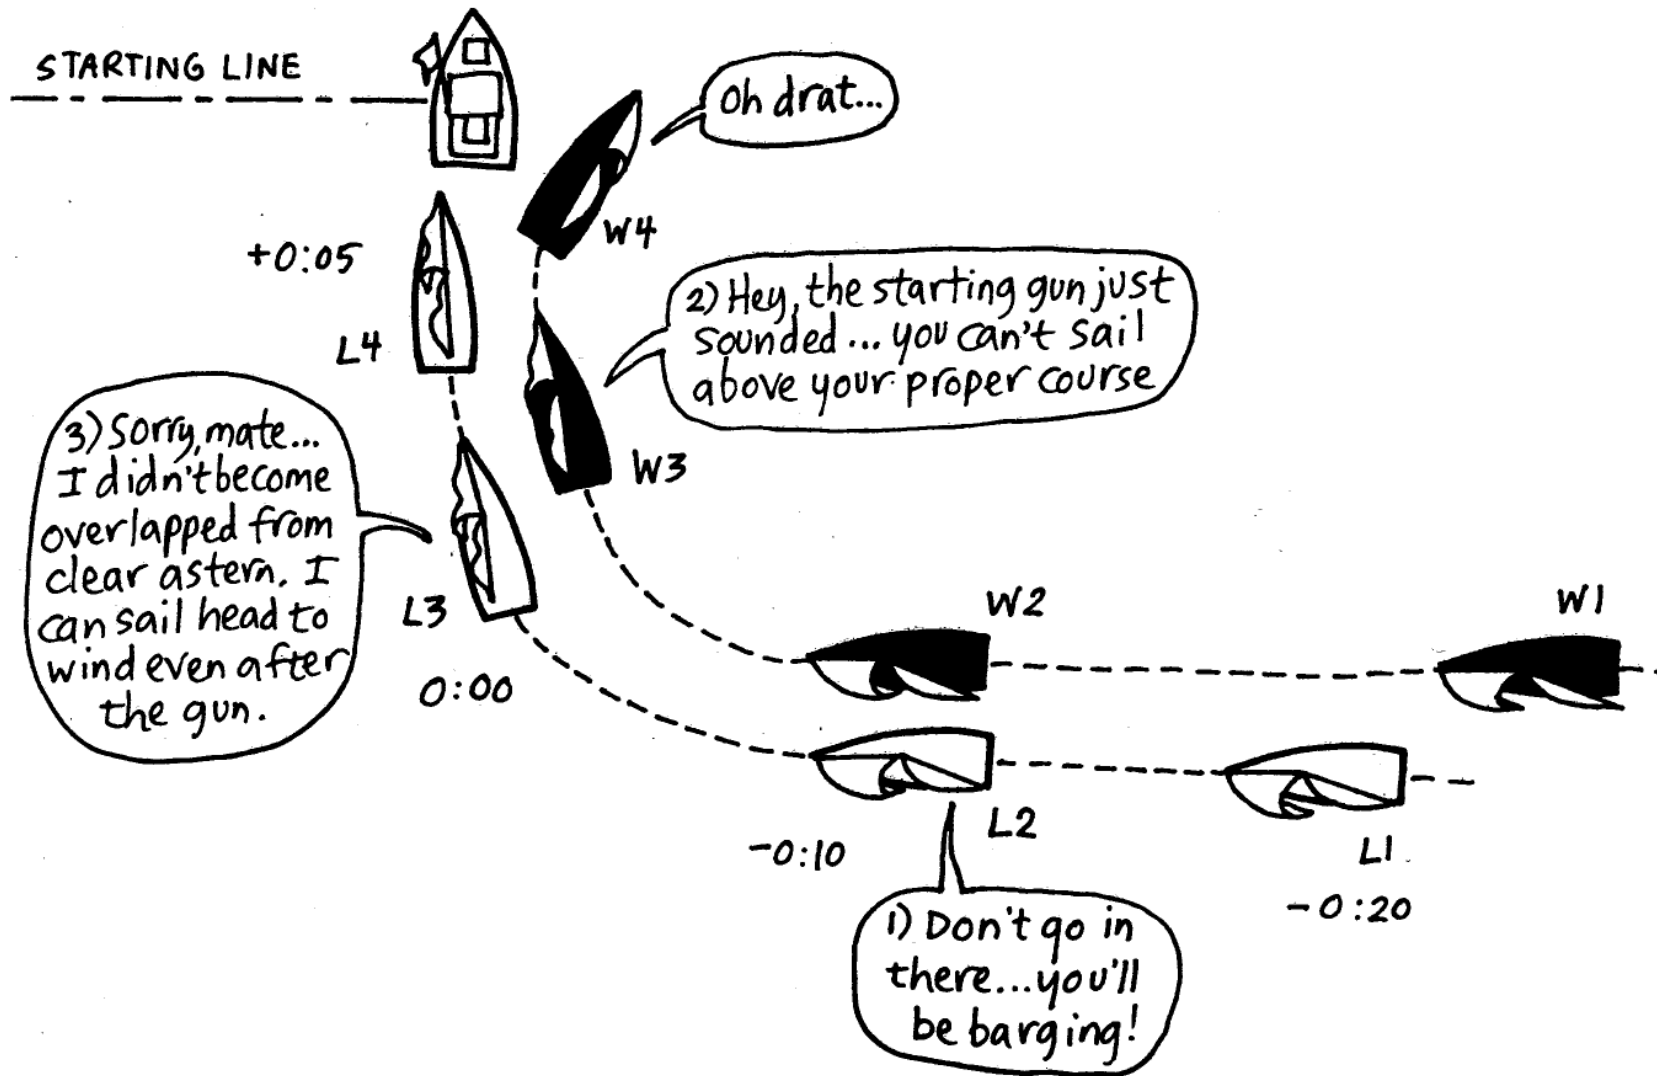 STARTING LINE
Oh drat...
W4
+0:05
2) Hey, the starting gun just
sounded... you can't sail
above your proper course
L4
3) Sorry, mate...
I didn't become
overlapped from
clear astern. I
can sail head to
wind even after
the gun.
W3
L3
0:00
W2
W1
L2
-0:10
L1
-0:20
1) Don't go in
there...you'll
be barging!